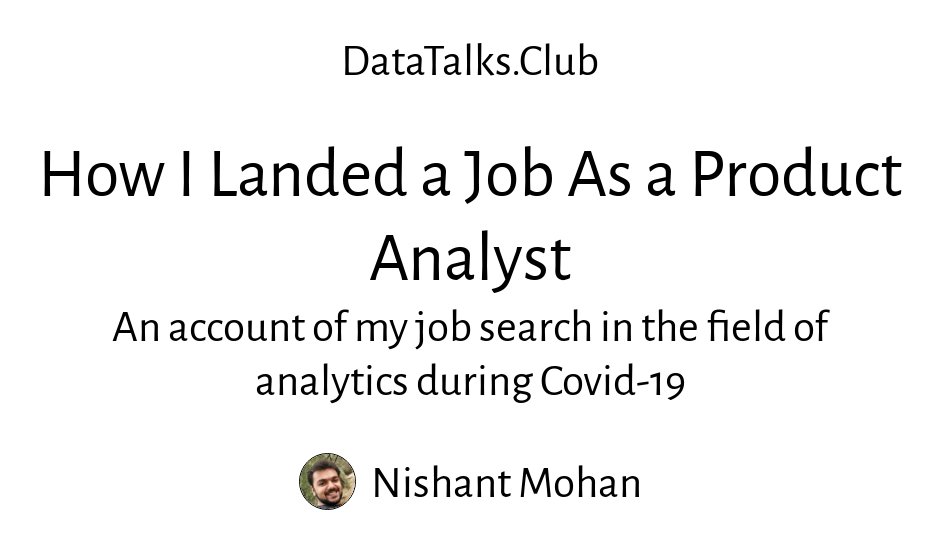 DataTalks.Club
How I Landed a Job As a Product
Analyst
An account of my job search in the field of
analytics during Covid-19
Nishant Mohan